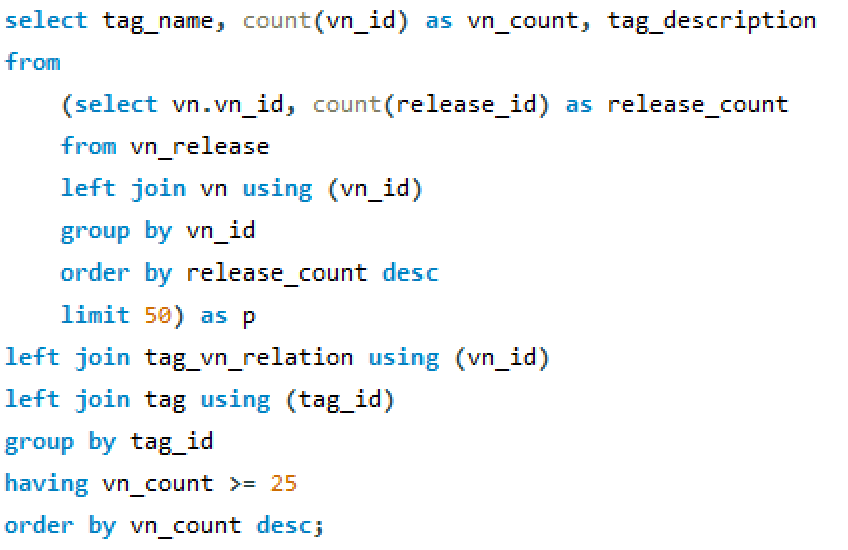 select tag_name, count(vn_id) as vn_count, tag_description
from
    (select vn.vn_id, count(release_id) as release_count
    from vn_release
    left join vn using (vn_id)
    group by vn_id
    order by release_count desc
    limit 50) as p
left join tag_vn_relation using (vn_id)
left join tag using (tag_id)
group by tag_id
having vn_count >= 25
order by vn_count desc;